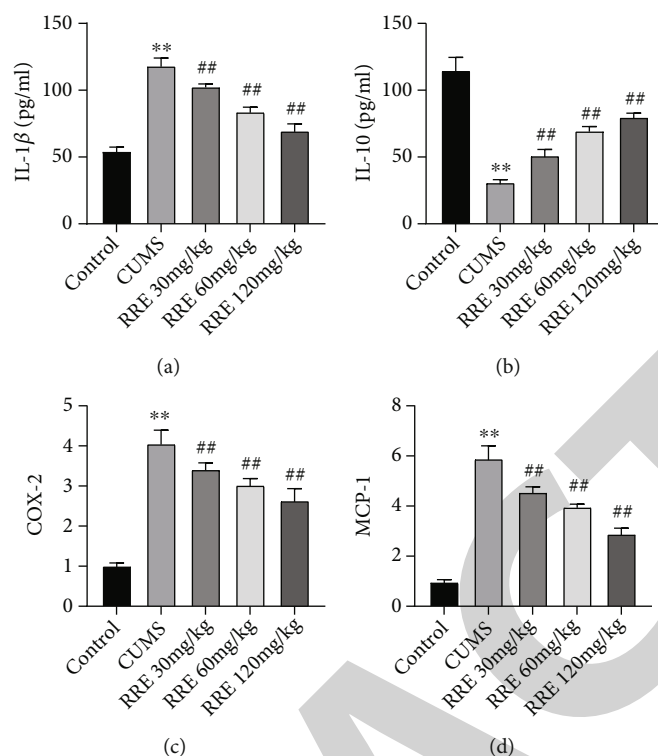 150
100
50
0
IL-1β (pg/ml)
**
##
##
##
Control
CUMS
RRE 30mg/kg
RRE 60mg/kg
RRE 120mg/kg
(a)
150
100
50
0
IL-10 (pg/ml)
**
##
##
##
Control
CUMS
RRE 30mg/kg
RRE 60mg/kg
RRE 120mg/kg
(b)
5
4
3
2
1
0
COX-2
**
##
##
##
Control
CUMS
RRE 30mg/kg
RRE 60mg/kg
RRE 120mg/kg
(c)
8
6
4
2
0
MCP-1
**
##
##
##
Control
CUMS
RRE 30mg/kg
RRE 60mg/kg
RRE 120mg/kg
(d)